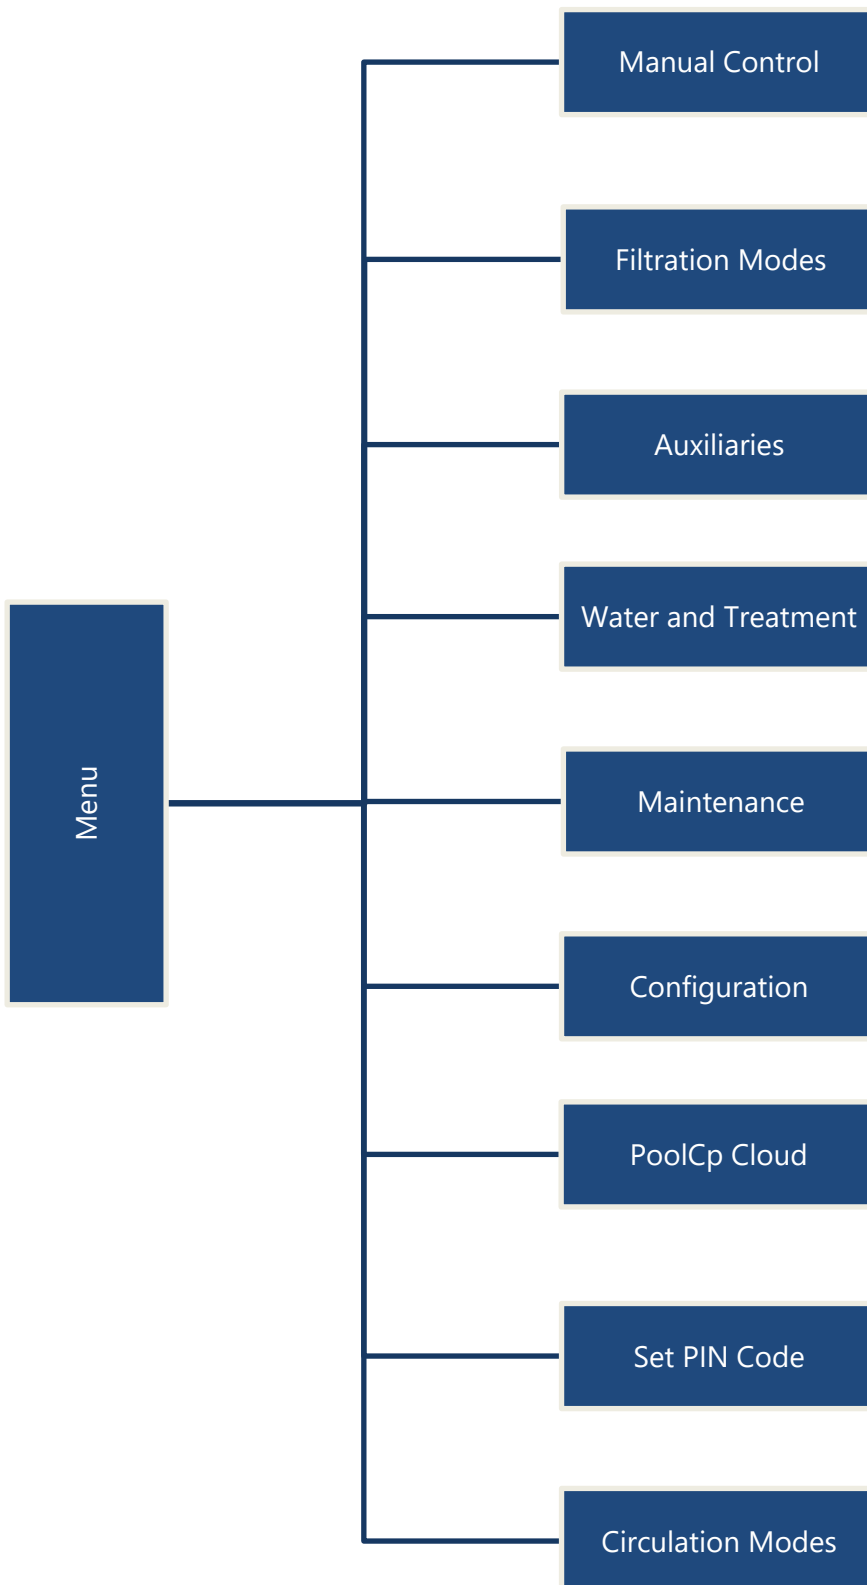 Manual Control
Filtration Modes
Auxiliaries
Water and Treatment
Menu
Maintenance
Configuration
PoolCp Cloud
Set PIN Code
Circulation Modes